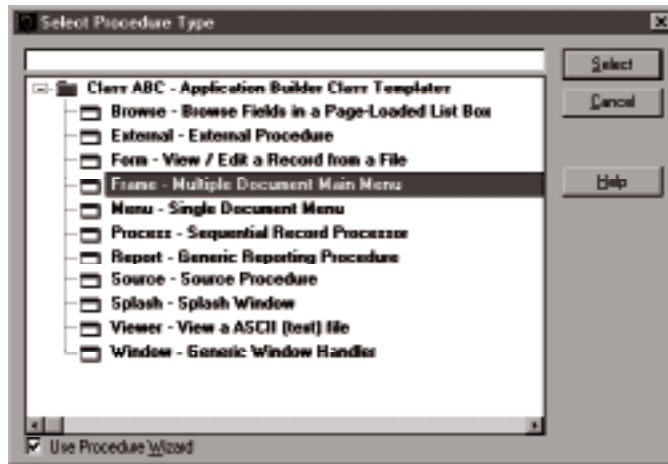 Select Procedure Type
Select
Class ABC - Application Builder Class Templates
Cancel
Browse - Browse Fields in a Page-Loaded List Box
External - External Procedure
Form - View / Edit a Record from a File
Frame - Multiple Document Main Menu
Help
Menu - Single Document Menu
Process - Sequential Record Processor
Report - Generic Reporting Procedure
Source - Source Procedure
Splash - Splash Window
Viewer - View a ASCII (text) file
Window - Generic Window Handler
Use Procedure Wizard